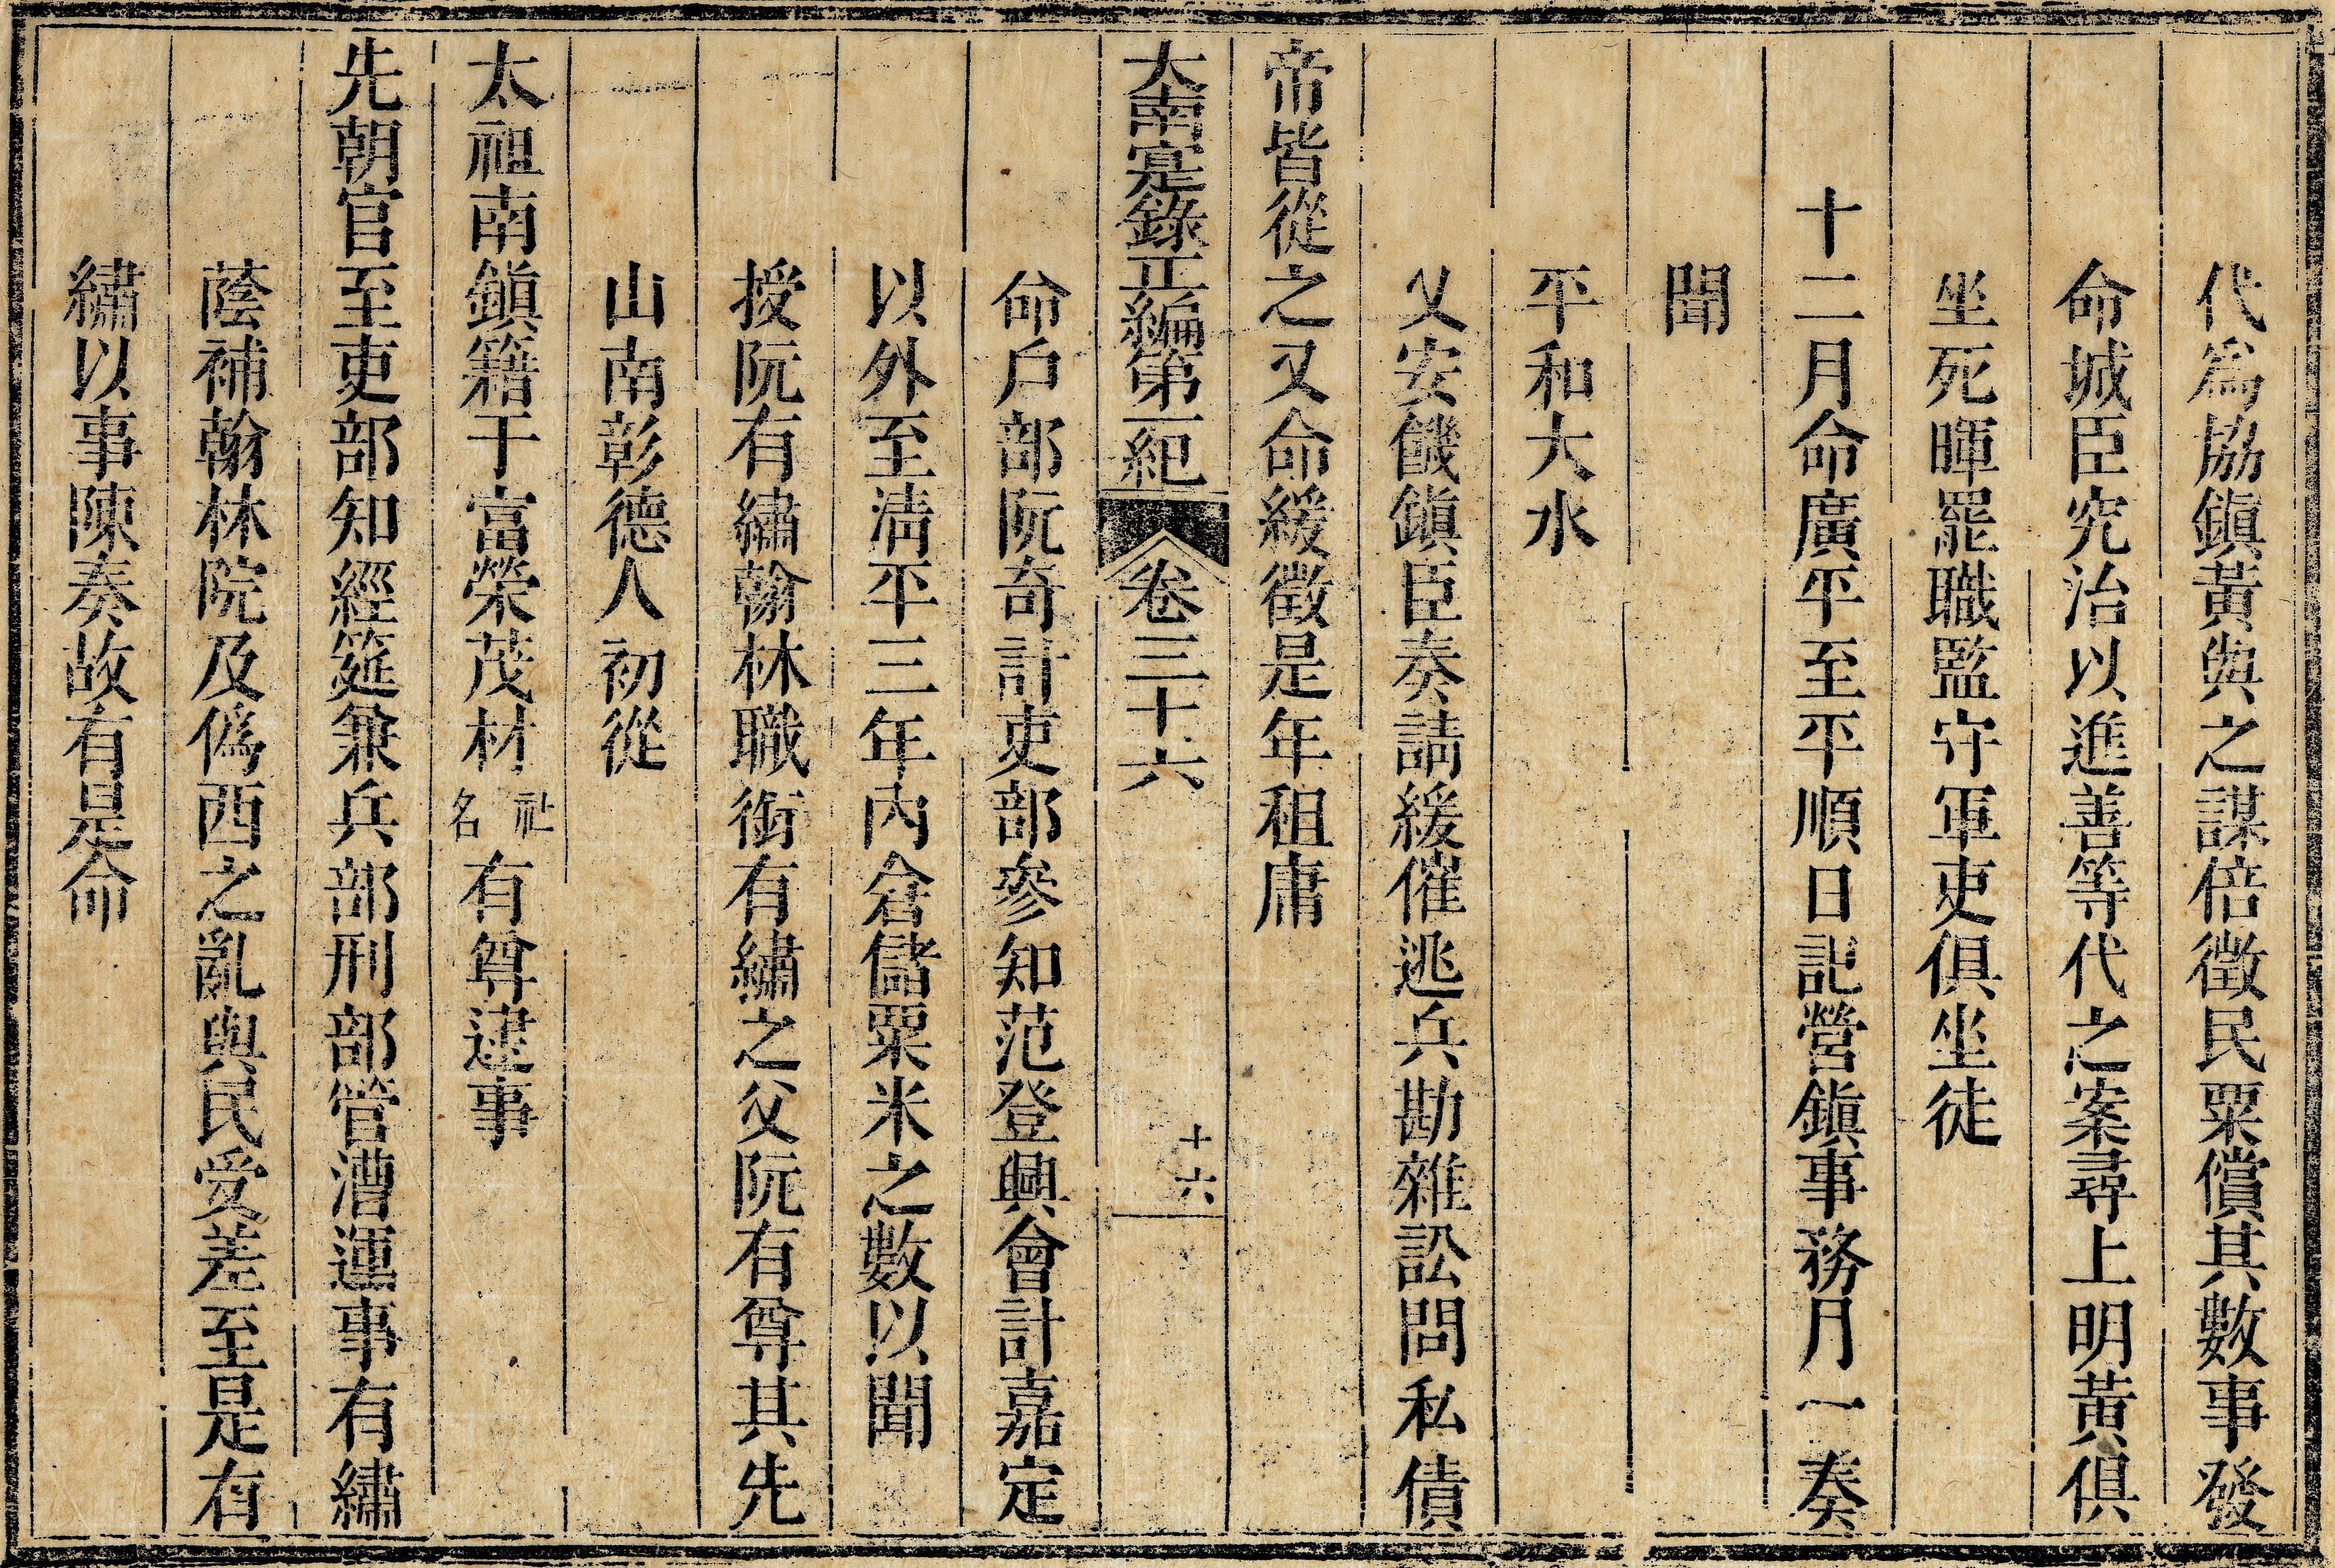 代爲協鎭黃與之謀倍徵民粟償其數事發
命城臣究治以進善等代之案尋上明黃俱
坐死暉罷職監守軍吏俱坐徒
十二月命廣平至平順日記營鎭事務月一奏
聞
平和大水
乂安饑鎭臣奏請緩催逃兵勘雜訟問私債
帝皆從之又命緩徵是年租庸
大南寔錄正編第一紀 卷三十六 十六
命戶部阮奇計吏部參知范登興會計嘉定
以外至淸平三年內倉儲粟米之數以聞
授阮有繡翰林職銜有繡之父阮有尊其先
山南彰德人初從
太祖南鎭籍于富榮茂材社名有尊逮事
先朝官至吏部知經筵兼兵部刑部管漕運事有繡
蔭補翰林院及僞西之亂與民受差至是有
繡以事陳奏故有是命